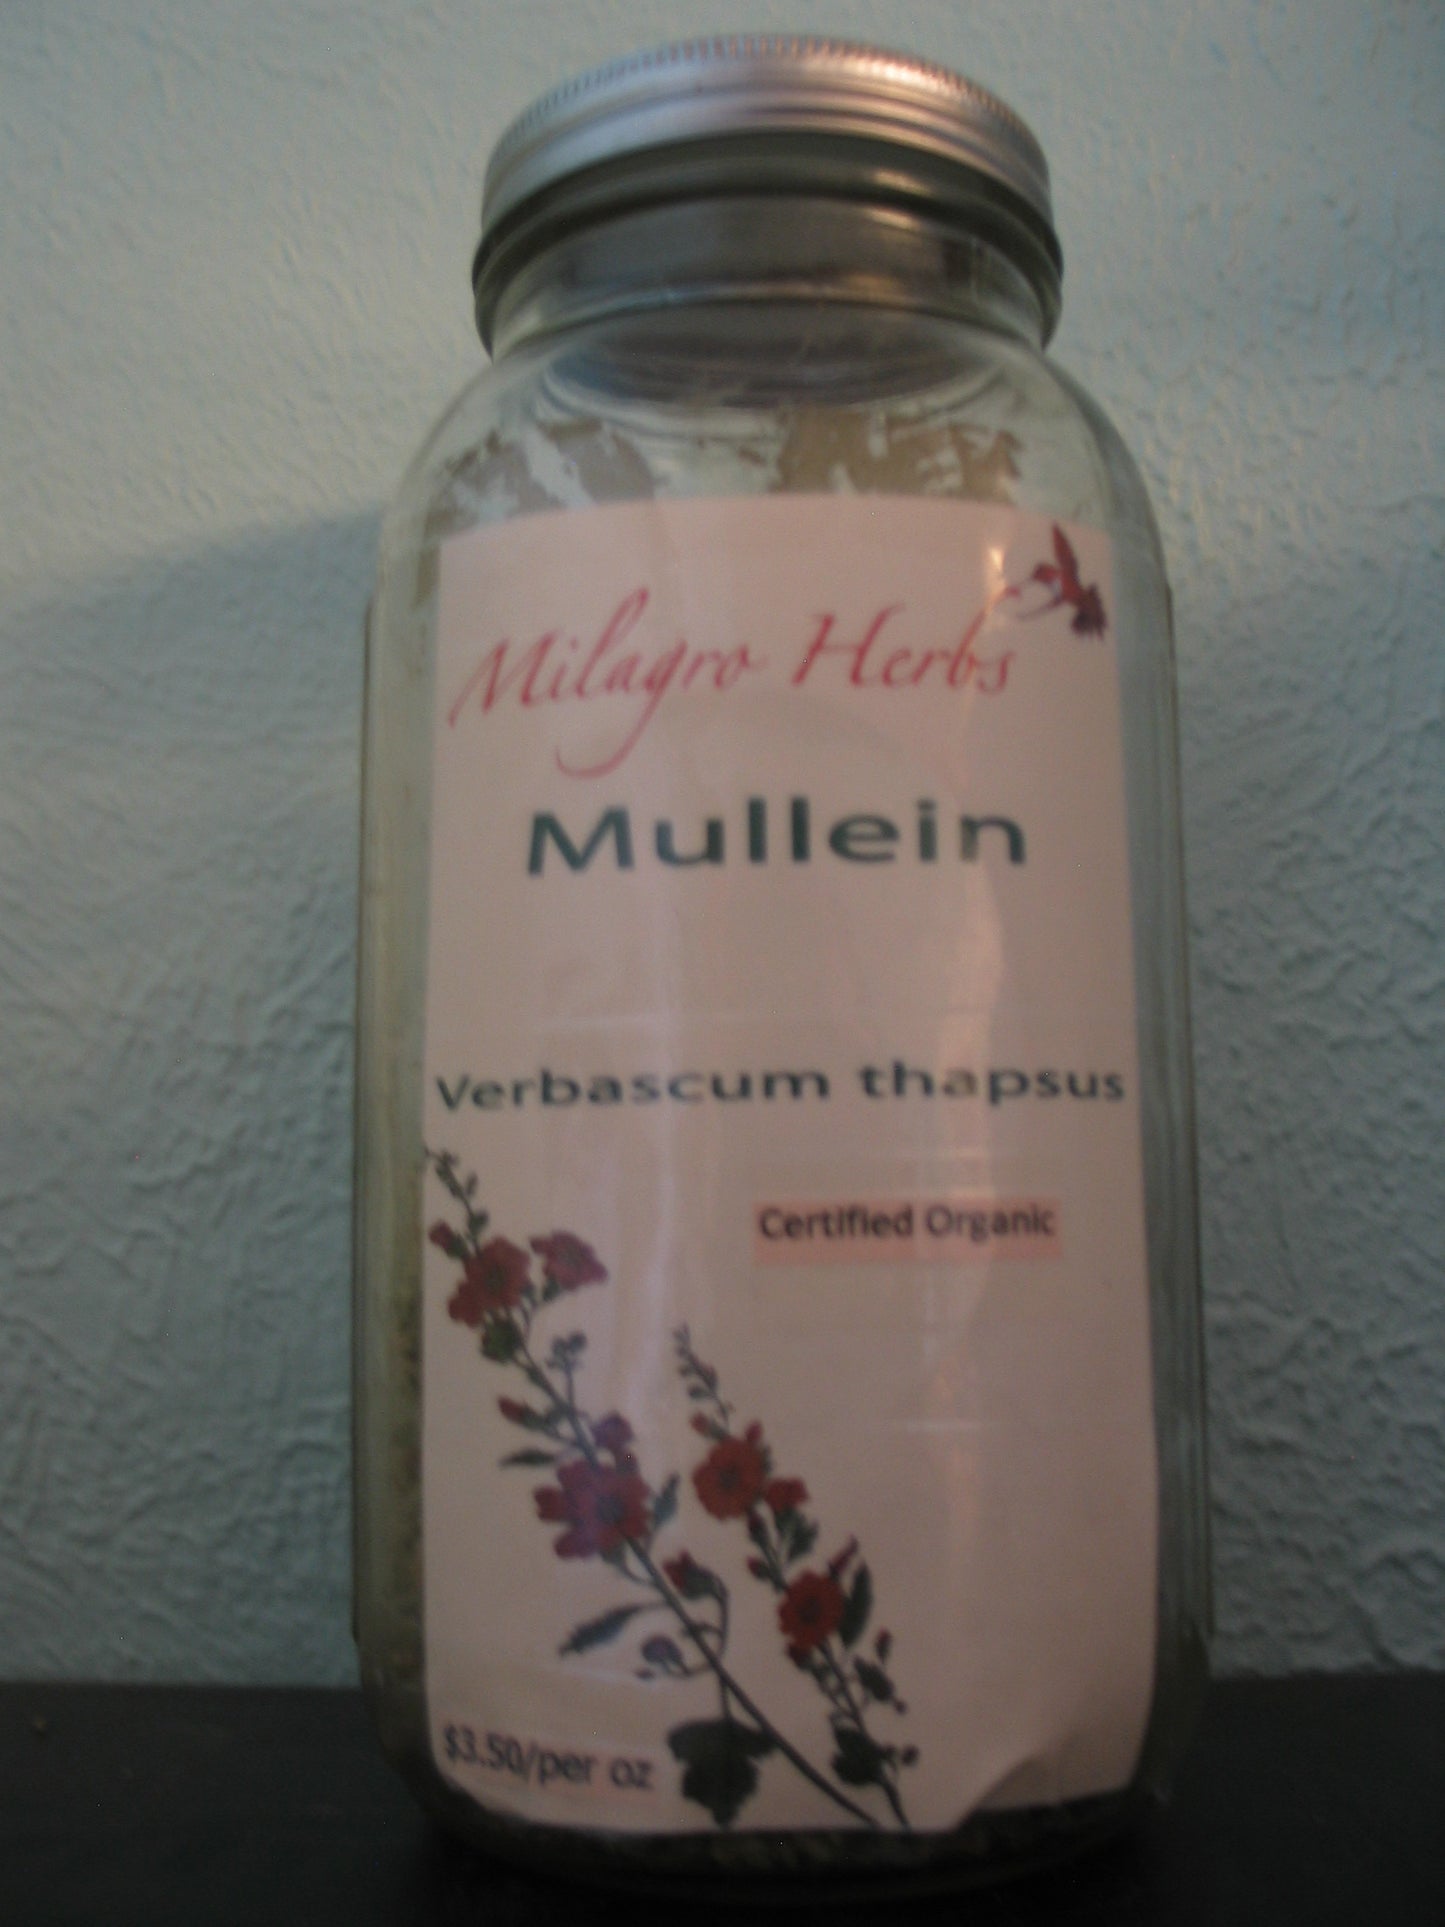 Milagro Herbs
Mullein
Verbascum thapsus
Certified Organic
$3.50/per oz